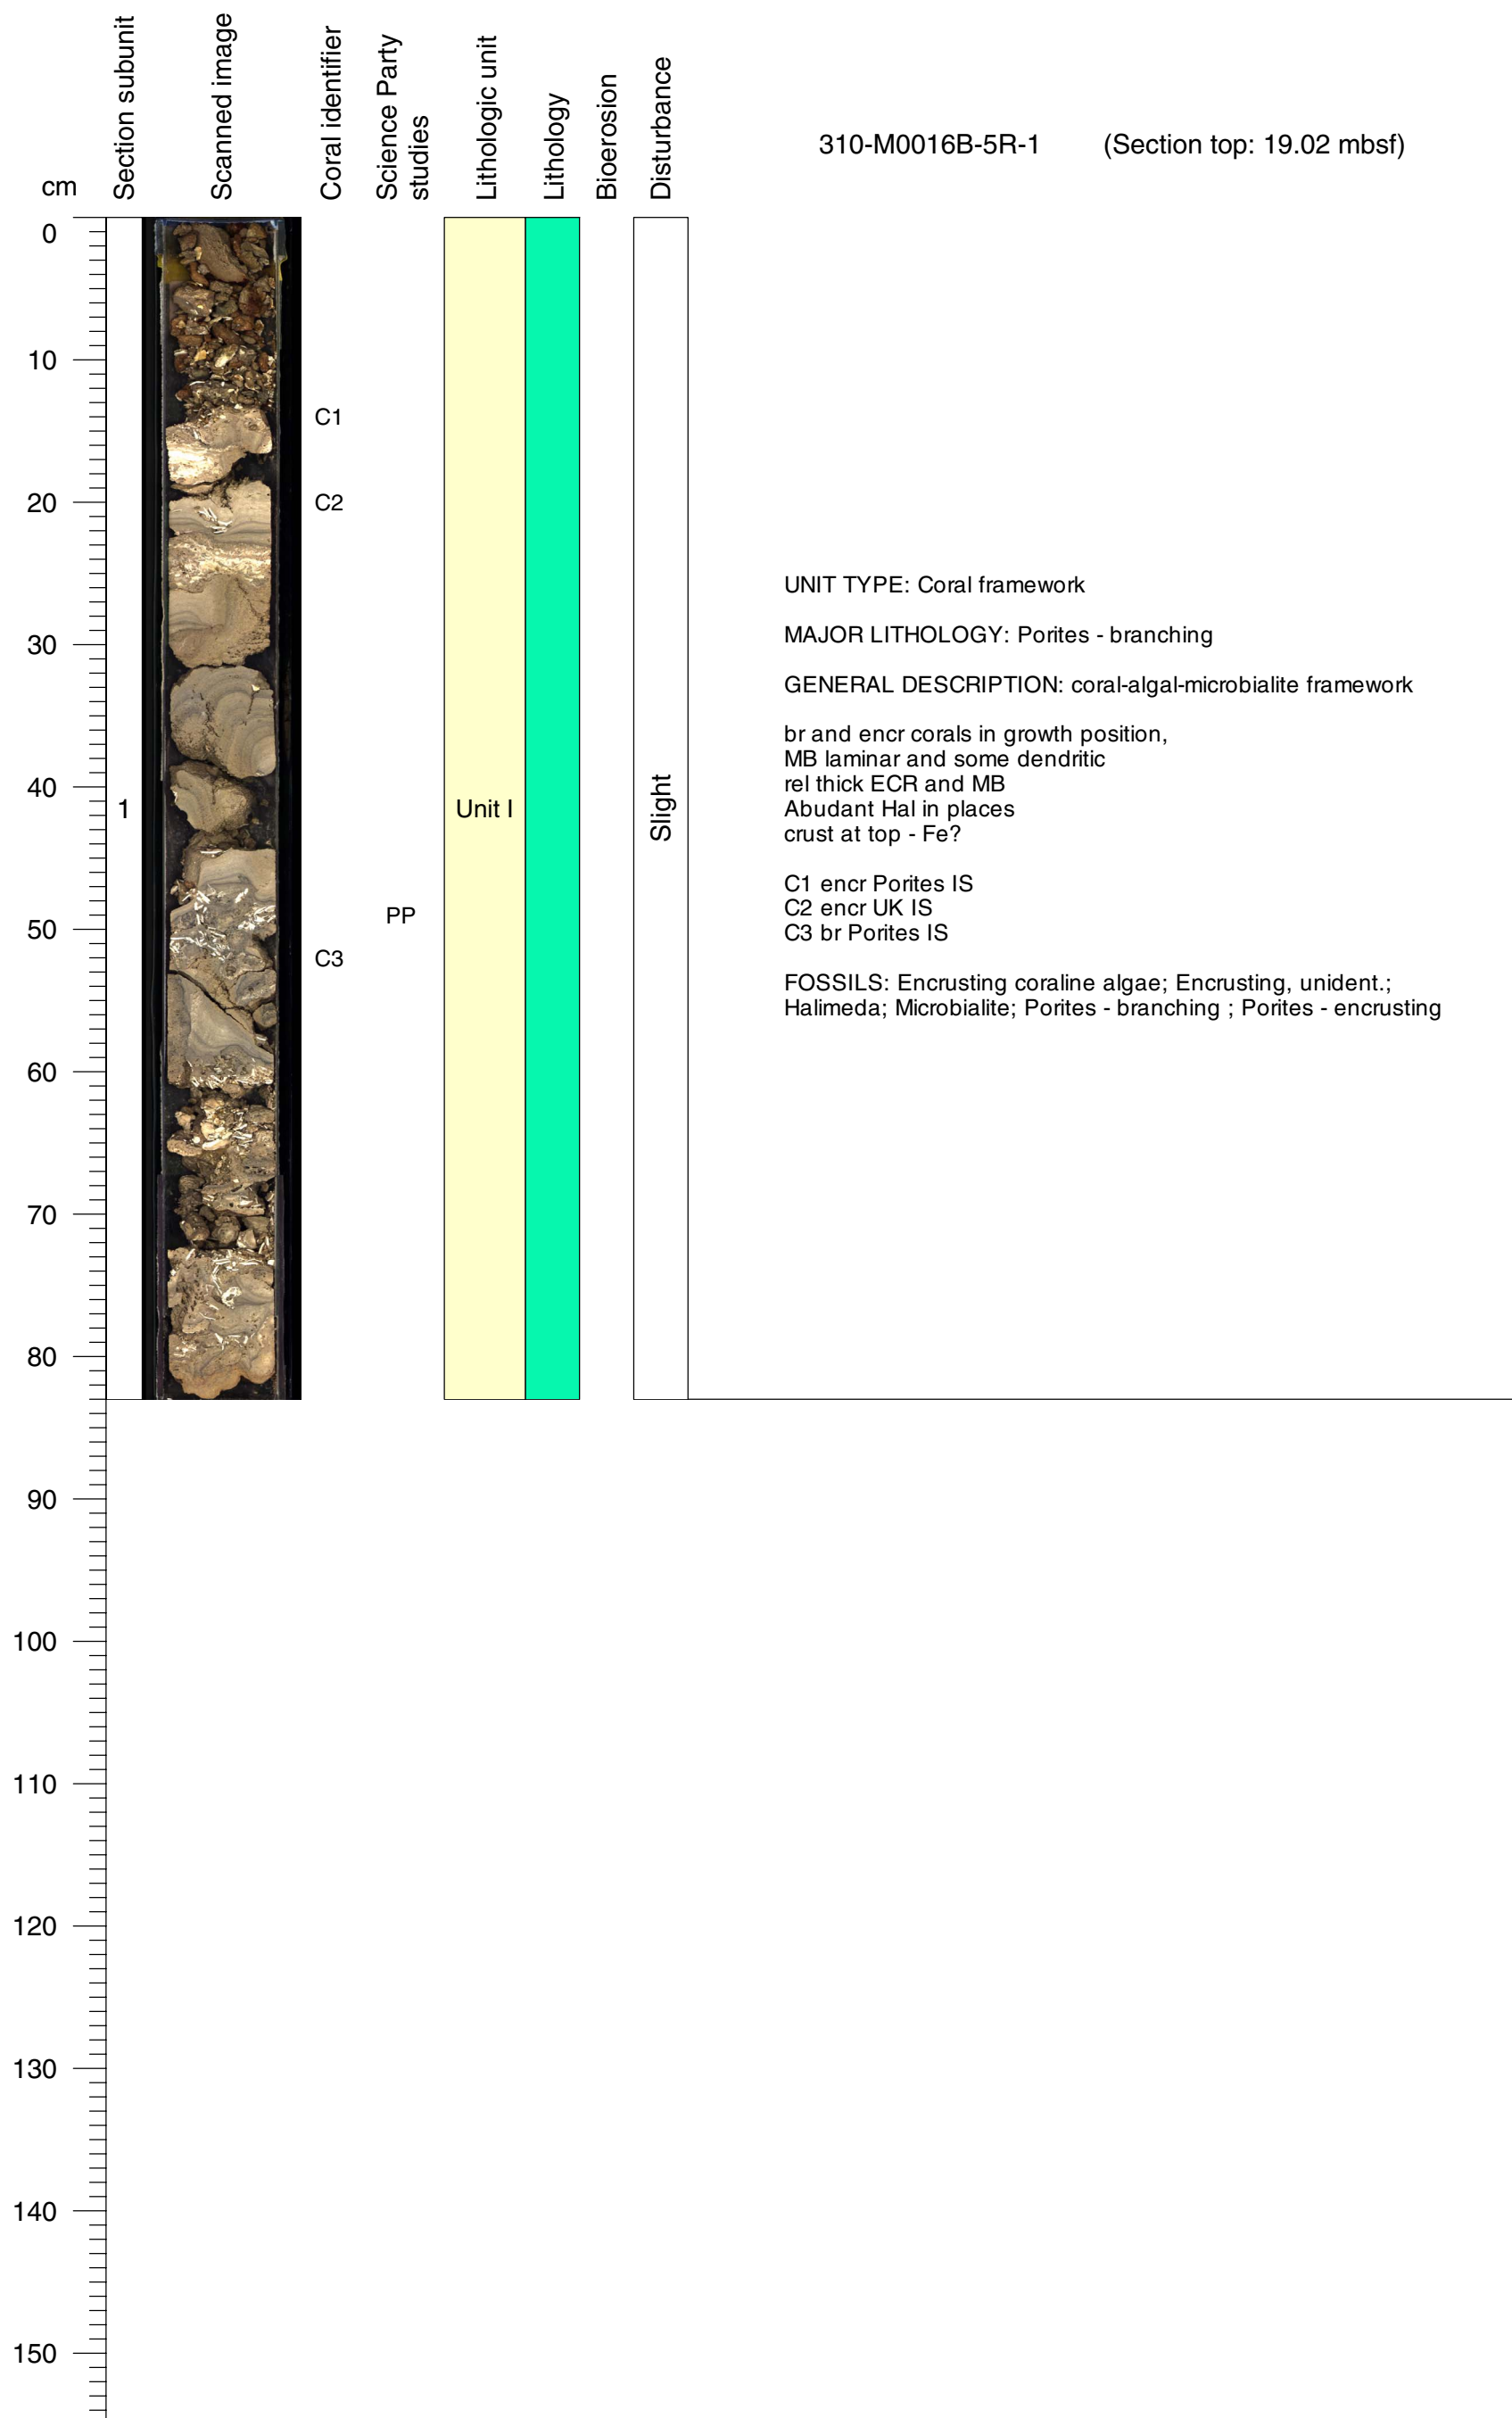 Section subunit
Scanned image
Coral identifier
Science Party
studies
Lithologic unit
Lithology
Bioerosion
Disturbance
310-M0016B-5R-1 (Section top: 19.02 mbsf)
cm
0
10
C1
20
C2
UNIT TYPE: Coral framework
30
MAJOR LITHOLOGY: Porites - branching
GENERAL DESCRIPTION: coral-algal-microbialite framework
br and encr corals in growth position,
MB laminar and some dendritic
rel thick ECR and MB
40
1
Unit I
Slight
Abudant Hal in places
crust at top - Fe?
C1 encr Porites IS
C2 encr UK IS
C3 br Porites IS
50
PP
C3
FOSSILS: Encrusting coraline algae; Encrusting, unident.;
Halimeda; Microbialite; Porites - branching ; Porites - encrusting
60
70
80
90
100
110
120
130
140
150